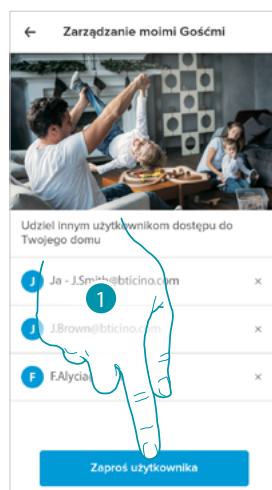 ← Zarządzanie moimi Gośćmi
Udziel innym użytkownikom dostępu do
Twojego domu
J Ja - J.Smith@bticino.com ×
1
J J.Brown@bticino.com ×
F F.Alycia ×
Zaproś użytkownika